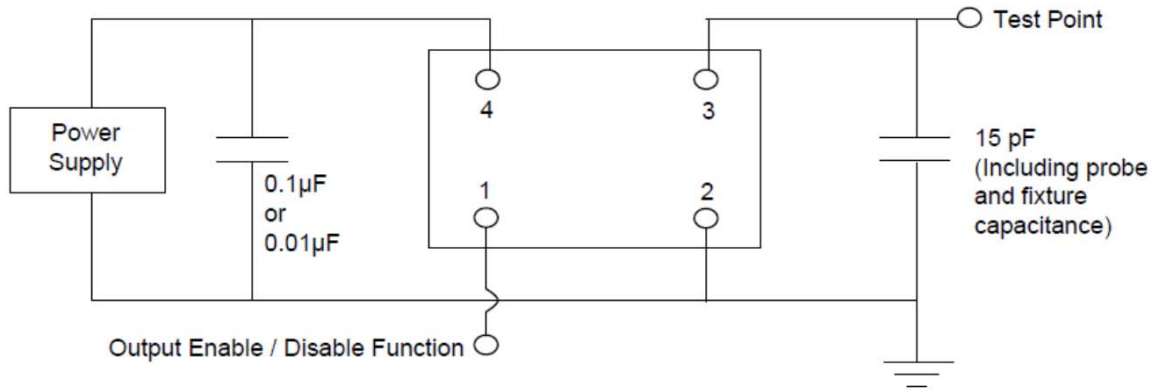 Test Point
4
3
Power
Supply
15 pF
(Including probe
and fixture
capacitance)
0.1µF
or
0.01µF
1
2
Output Enable / Disable Function